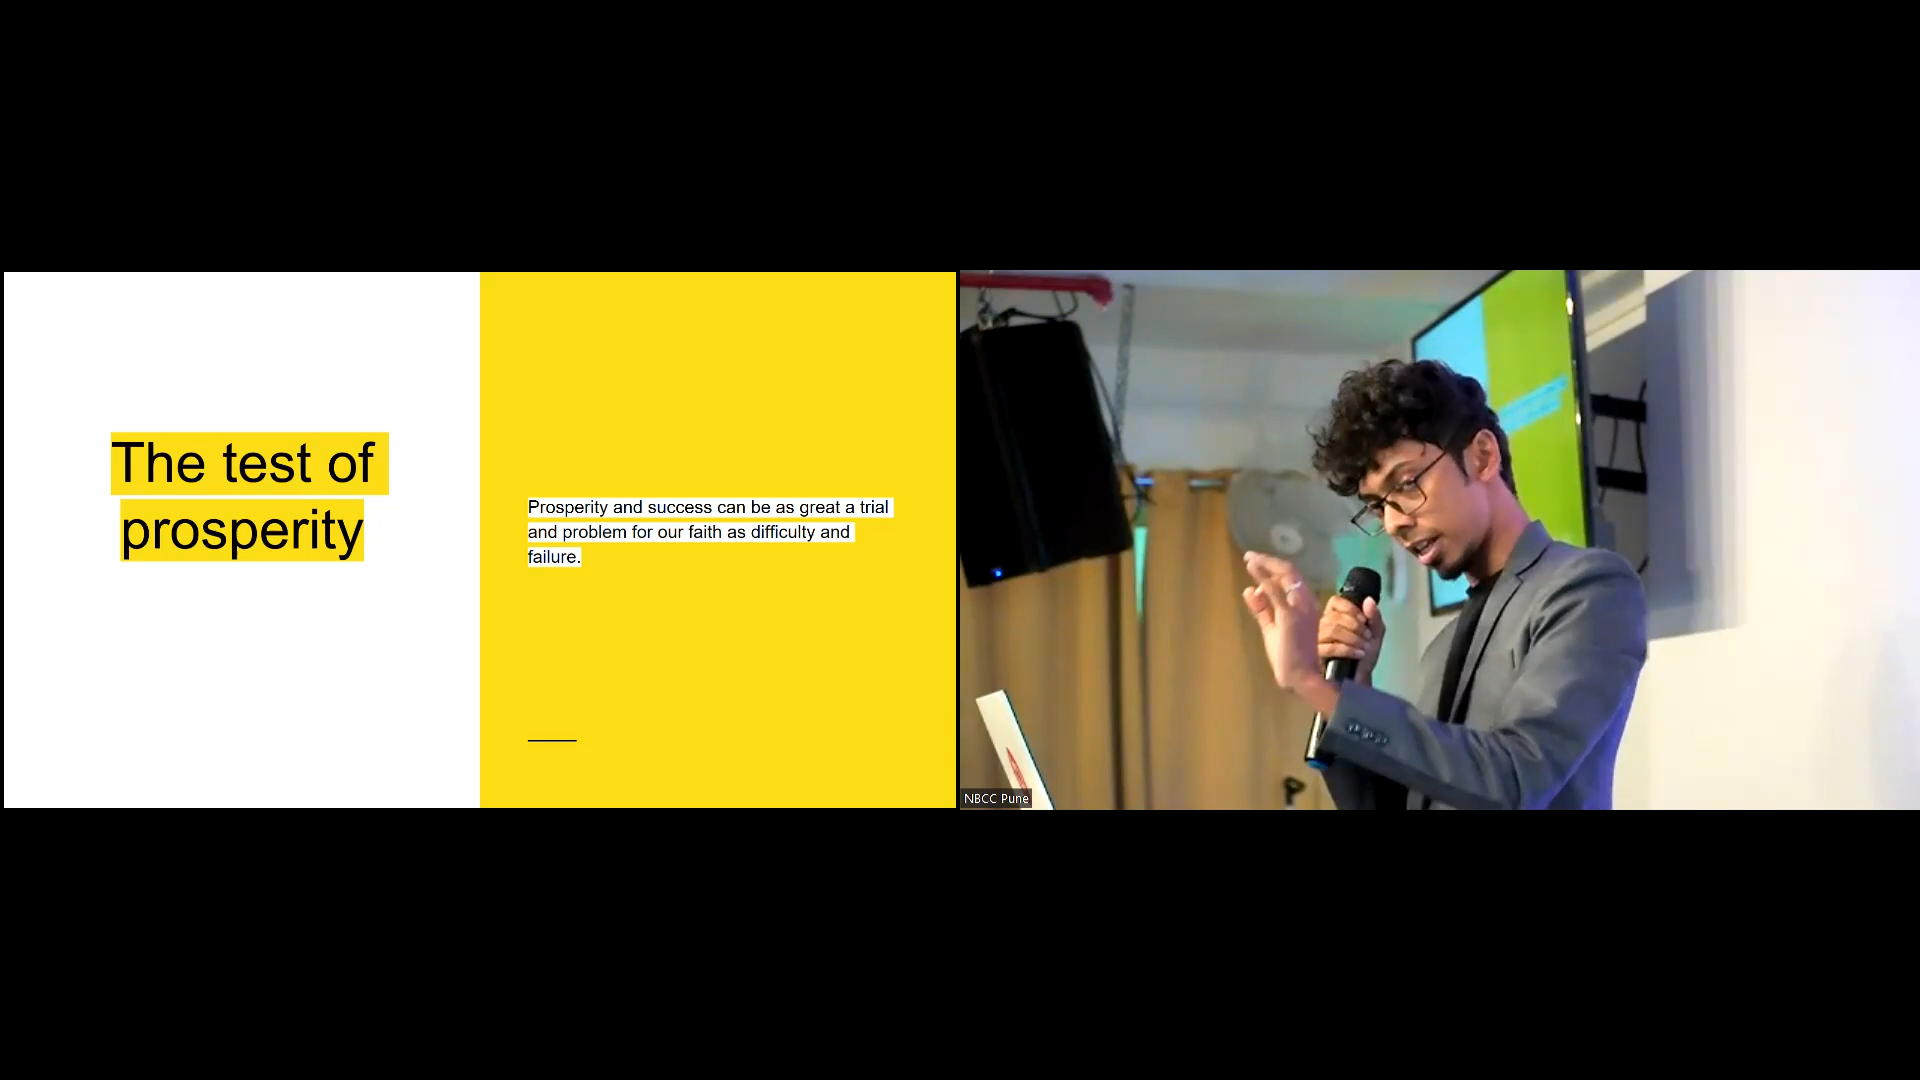 The test of
prosperity
Prosperity and success can be as great a trial
and problem for our faith as difficulty and
failure.
NBCC Pune